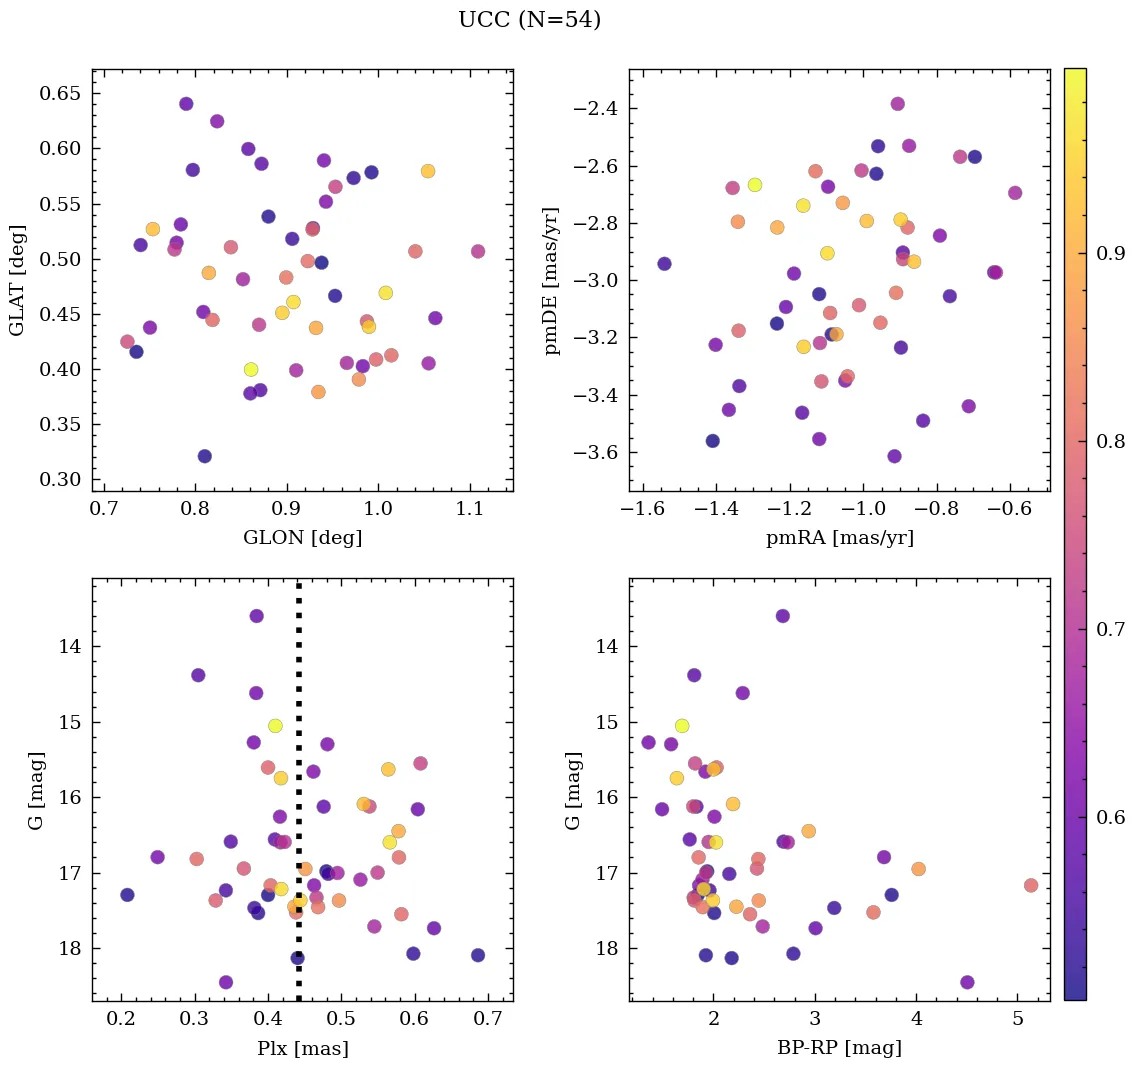 UCC (N=54)
0.65
0.60
0.55
0.50
0.45
0.40
0.35
0.30
GLAT [deg]
0.7 0.8 0.9 1.0 1.1
GLON [deg]
−2.4
−2.6
−2.8
−3.0
−3.2
−3.4
−3.6
pmDE [mas/yr]
−1.6 −1.4 −1.2 −1.0 −0.8 −0.6
pmRA [mas/yr]
14
15
16
17
18
G [mag]
0.2 0.3 0.4 0.5 0.6 0.7
Plx [mas]
14
15
16
17
18
G [mag]
2 3 4 5
BP-RP [mag]
0.9
0.8
0.7
0.6